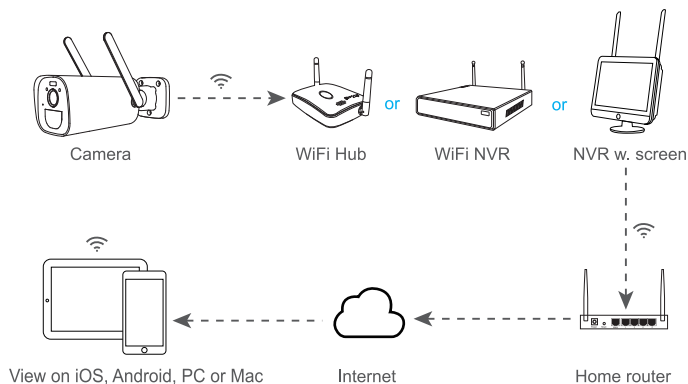 or
or
Camera
WiFi Hub
WiFi NVR
NVR w. screen
View on iOS, Android, PC or Mac
Internet
Home router